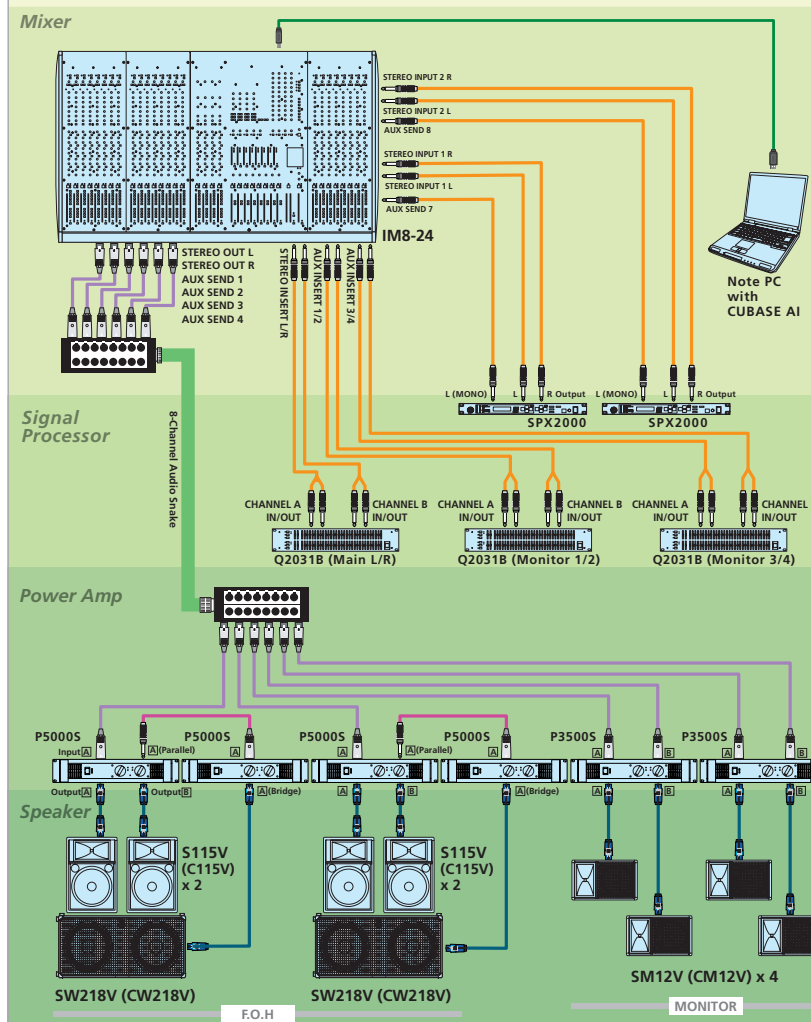 Mixer
STEREO INPUT 2 R
STEREO INPUT 2 L
AUX SEND 8
STEREO INPUT 1 R
STEREO INPUT 1 L
AUX SEND 7
IM8-24
STEREO OUT L
STEREO OUT R
AUX SEND 1
AUX SEND 2
AUX SEND 3
AUX SEND 4
STEREO INSERT L/R
AUX INSERT 1/2
AUX INSERT 3/4
Note PC
with
CUBASE AI
8-Channel Audio Snake
L (MONO) L R Output
SPX2000
L (MONO) L R Output
SPX2000
Signal
Processor
CHANNEL A
IN/OUT
CHANNEL B
IN/OUT
Q2031B (Main L/R)
CHANNEL A
IN/OUT
CHANNEL B
IN/OUT
Q2031B (Monitor 1/2)
CHANNEL A
IN/OUT
CHANNEL
IN/OUT
Q2031B (Monitor 3/4)
Power Amp
P5000S
Input A
A (Parallel)
Output A
Output B
P5000S
A
A (Bridge)
P5000S
A
A (Parallel)
A
B
P5000S
A
A (Bridge)
P3500S
A
B
A
B
P3500S
A
B
A
B
Speaker
S115V
(C115V)
x 2
SW218V (CW218V)
S115V
(C115V)
x 2
SW218V (CW218V)
SM12V (CM12V) x 4
F.O.H
MONITOR